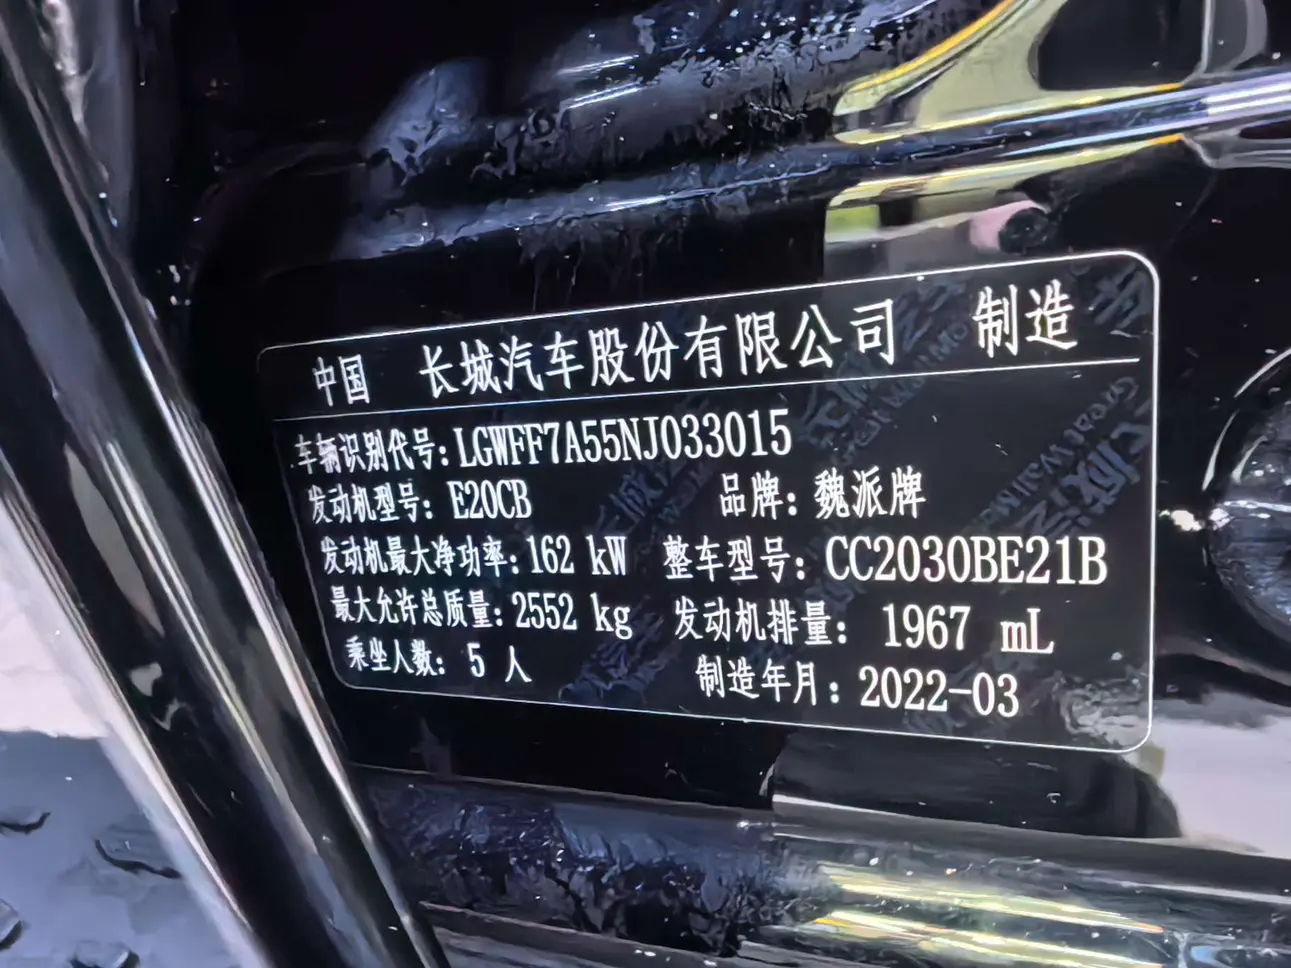 中国 长城汽车股份有限公司 制造
车辆识别代号：LGWFF7A55NJ033015
发动机型号：E20CB 品牌：魏派牌
发动机最大净功率：162 kW 整车型号：CC2030BE21B
最大允许总质量：2552 kg 发动机排量： 1967 mL
乘坐人数： 5 人 制造年月：2022-03